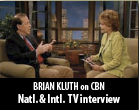 BRIAN KLUTH on CBN
Natl. & Intl. TV interview